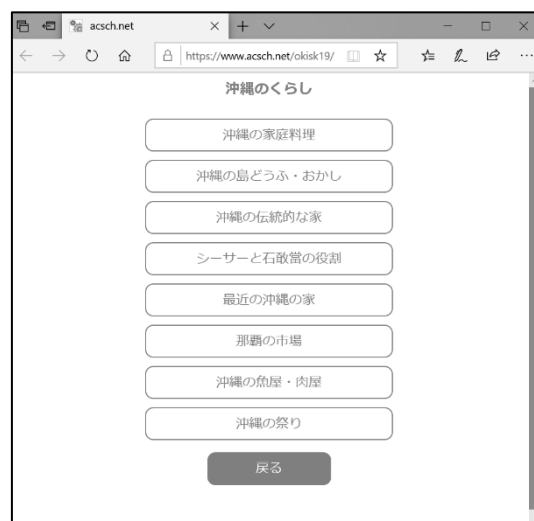 acsch.net
https://www.acsch.net/okisk19/
沖縄のくらし
沖縄の家庭料理
沖縄の島どうふ・おかし
沖縄の伝統的な家
シーサーと石敢當の役割
最近の沖縄の家
那覇の市場
沖縄の魚屋・肉屋
沖縄の祭り
戻る